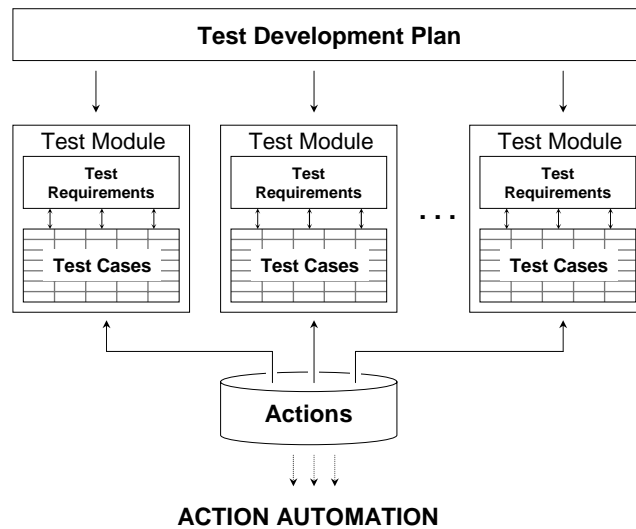 Test Development Plan
Test Module
Test
Requirements
Test Cases
Test Module
Test
Requirements
Test Cases
. . .
Test Module
Test
Requirements
Test Cases
Actions
ACTION AUTOMATION